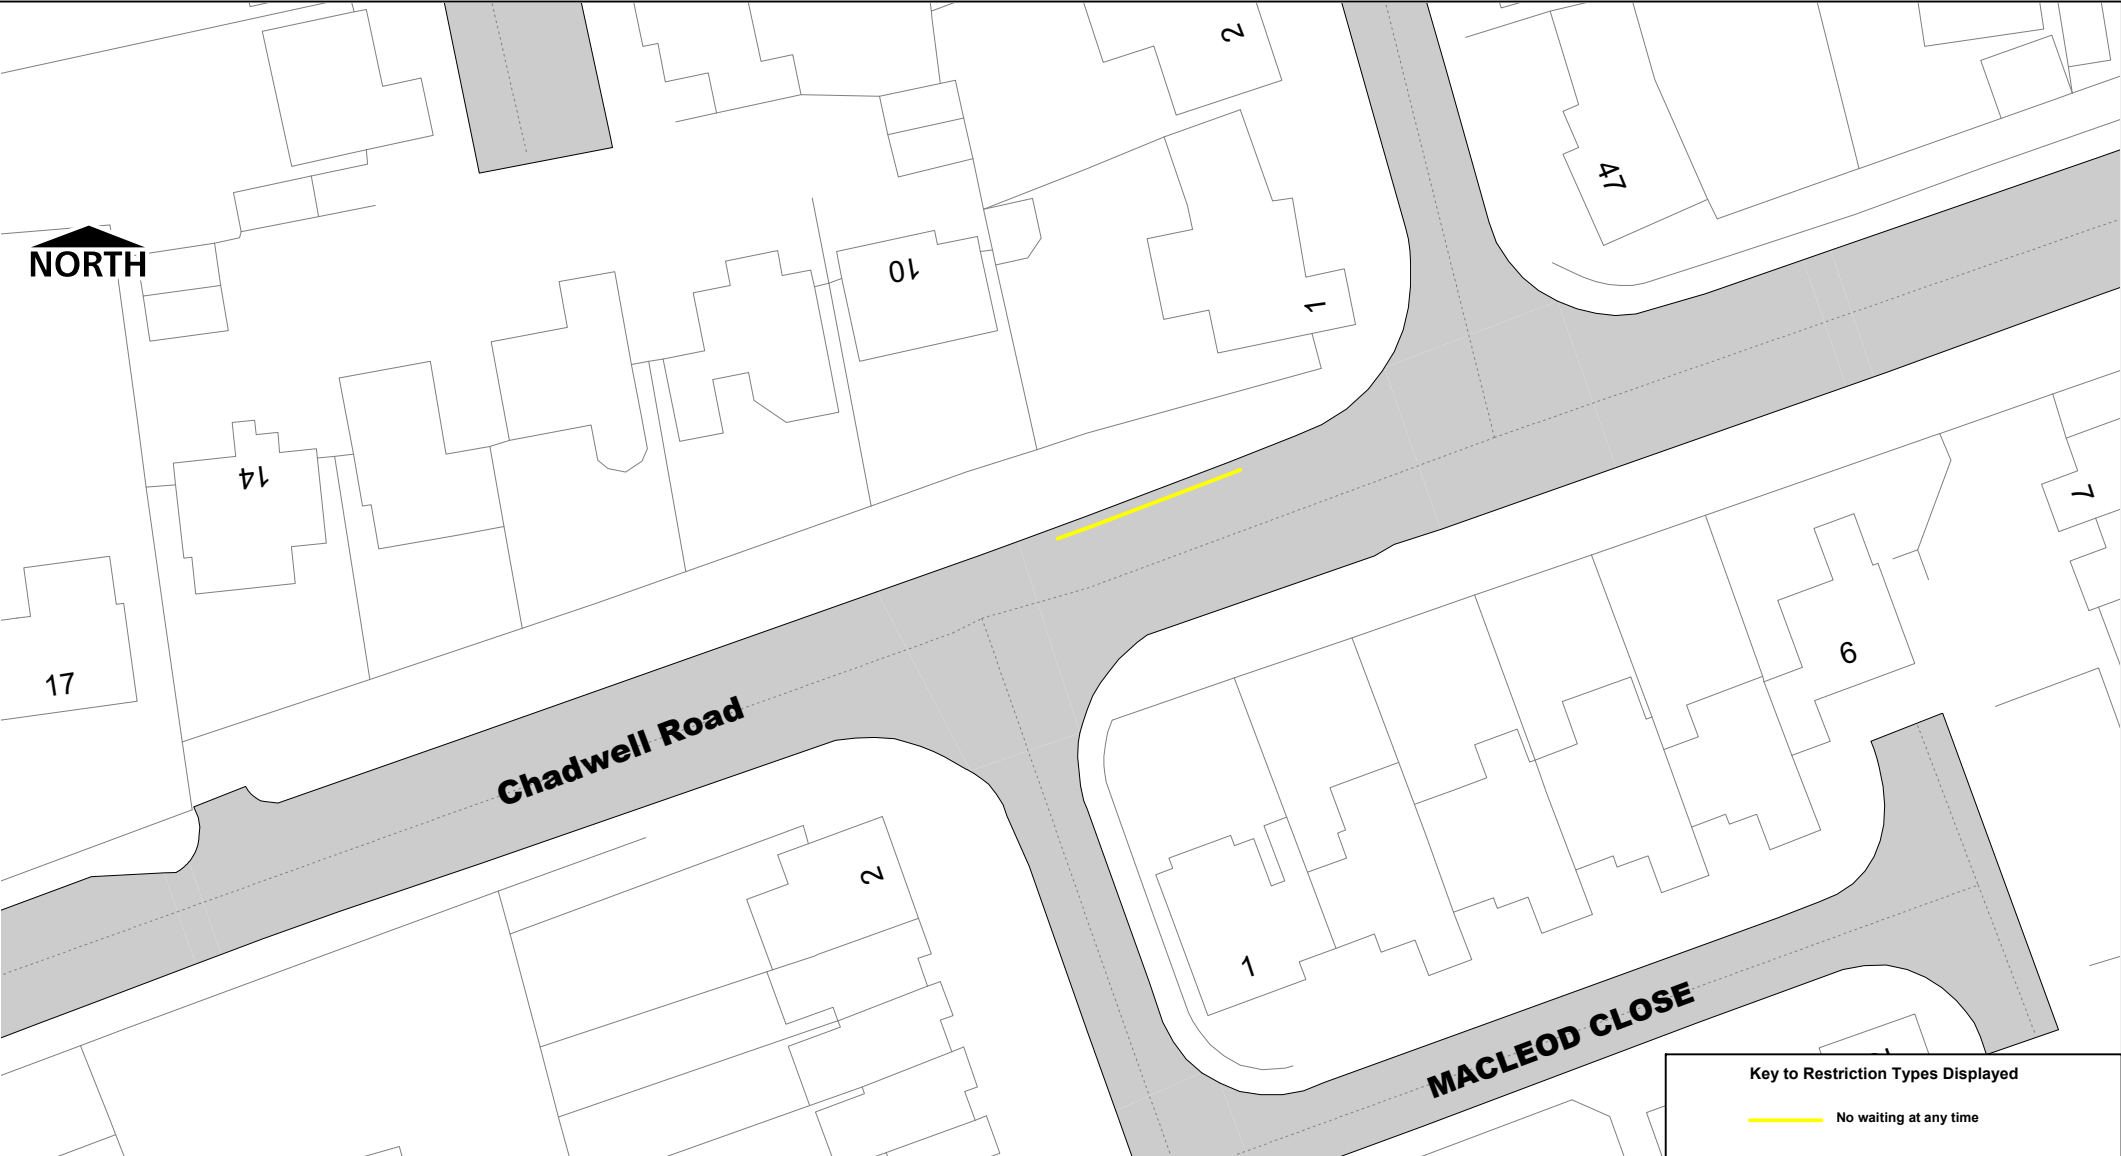 2
47
NORTH
10
1
14
7
17
6
Chadwell Road
2
1
MACLEOD CLOSE
Key to Restriction Types Displayed
No waiting at any time